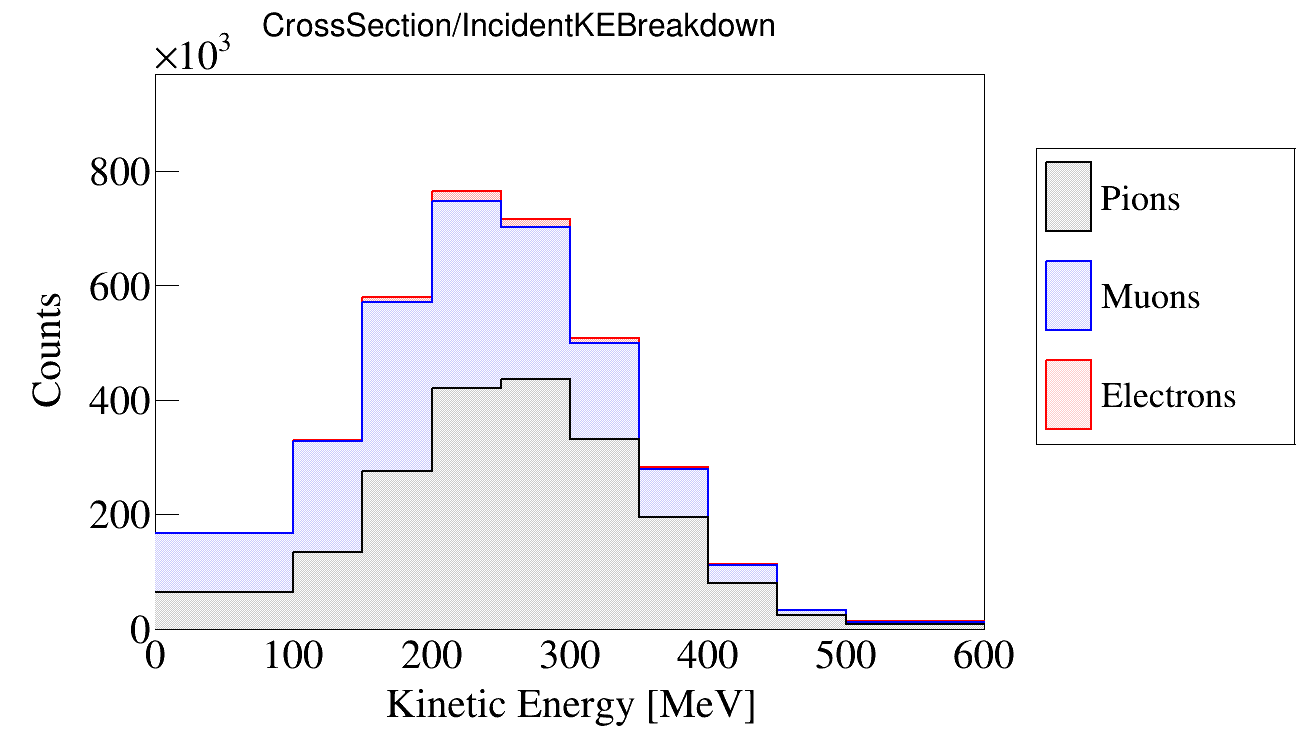 CrossSection/IncidentKEBreakdown
×10³
800
600
400
200
0
Counts
0 100 200 300 400 500 600
Kinetic Energy [MeV]
Pions
Muons
Electrons